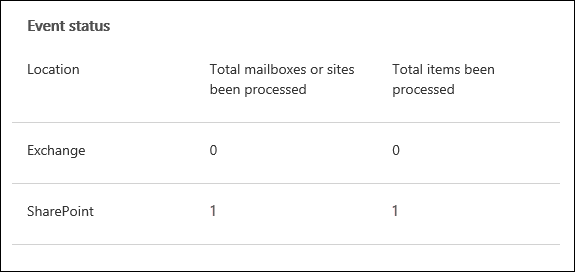 Event status
Location Total mailboxes or sites Total items been
been processed processed
Exchange 0 0
SharePoint 1 1